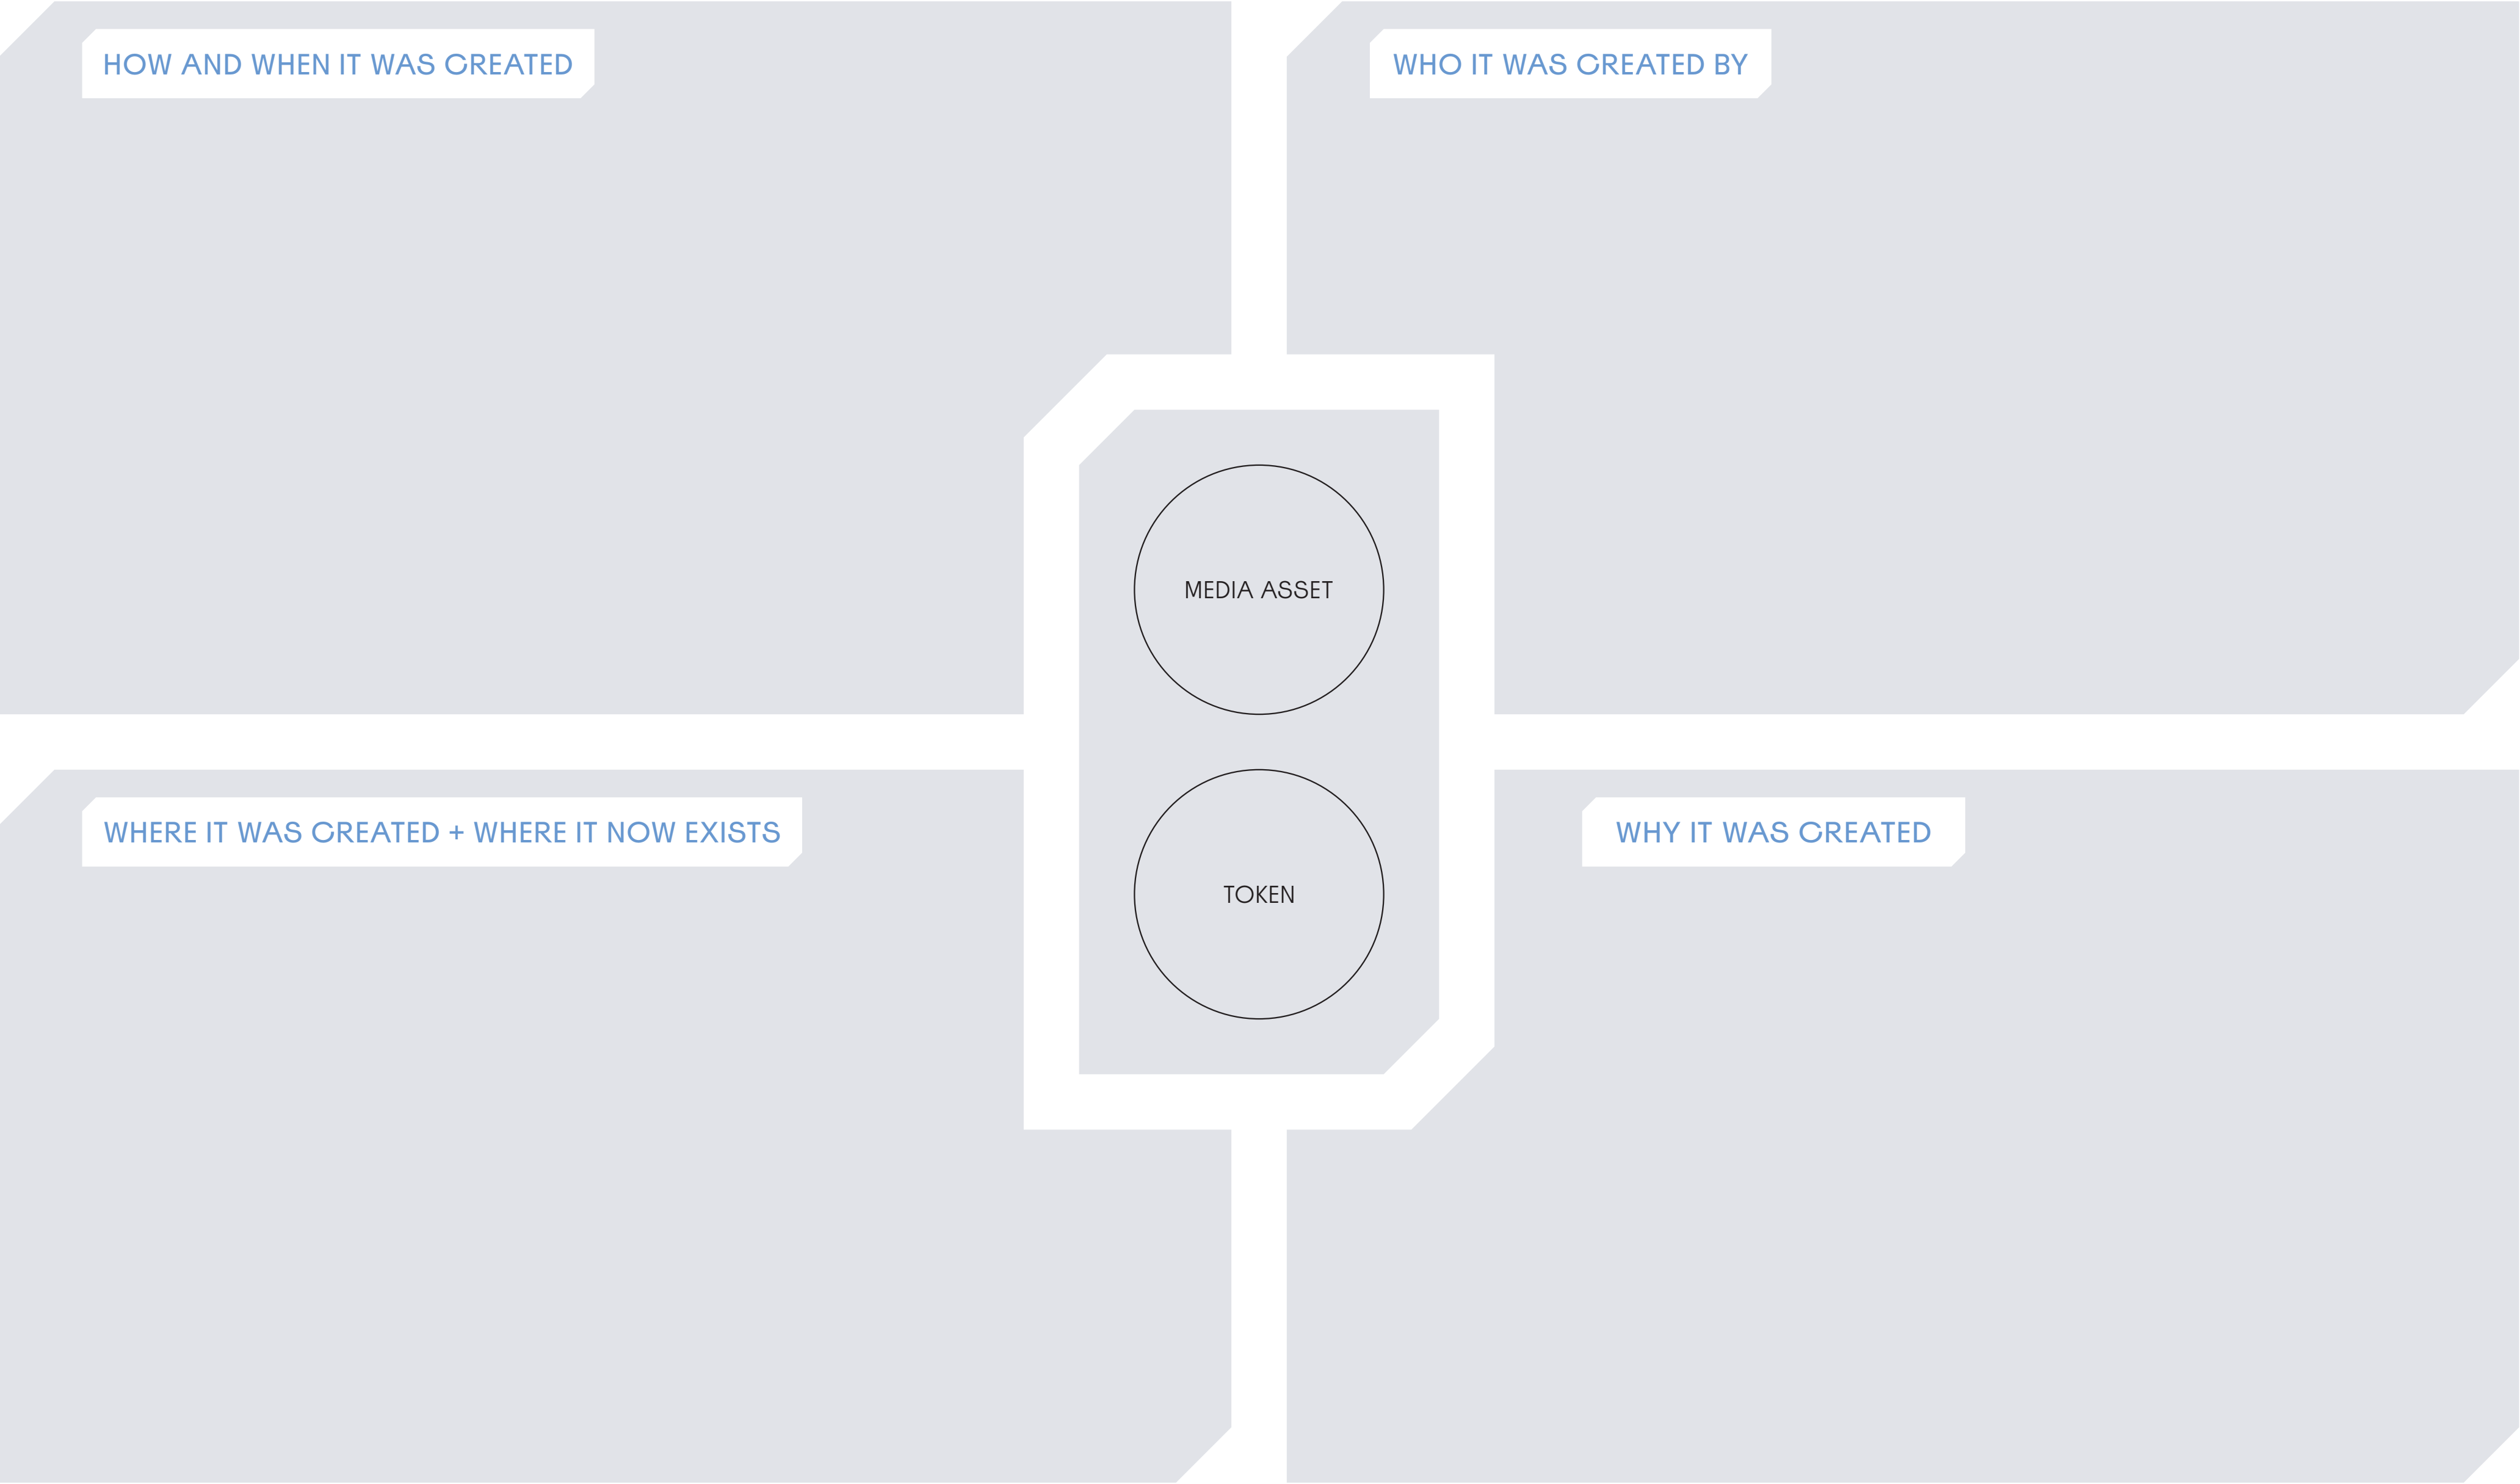 HOW AND WHEN IT WAS CREATED
WHO IT WAS CREATED BY
MEDIA ASSET
WHERE IT WAS CREATED + WHERE IT NOW EXISTS
WHY IT WAS CREATED
TOKEN